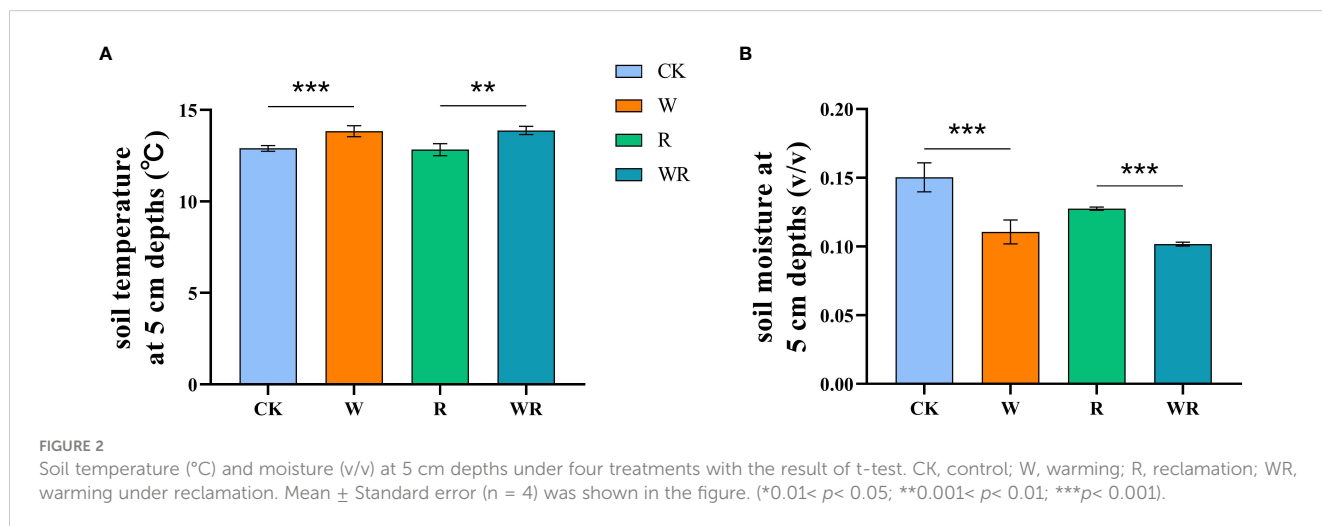 A
B
CK
W
R
WR
***
**
15
10
5
0
soil temperature
at 5 cm depths (°C)
CK W R WR
***
***
0.20
0.15
0.10
0.05
0.00
soil moisture at
5 cm depths (v/v)
CK W R WR
FIGURE 2
Soil temperature (°C) and moisture (v/v) at 5 cm depths under four treatments with the result of t-test. CK, control; W, warming; R, reclamation; WR,
warming under reclamation. Mean ± Standard error (n = 4) was shown in the figure. (*0.01< p< 0.05; **0.001< p< 0.01; ***p< 0.001).